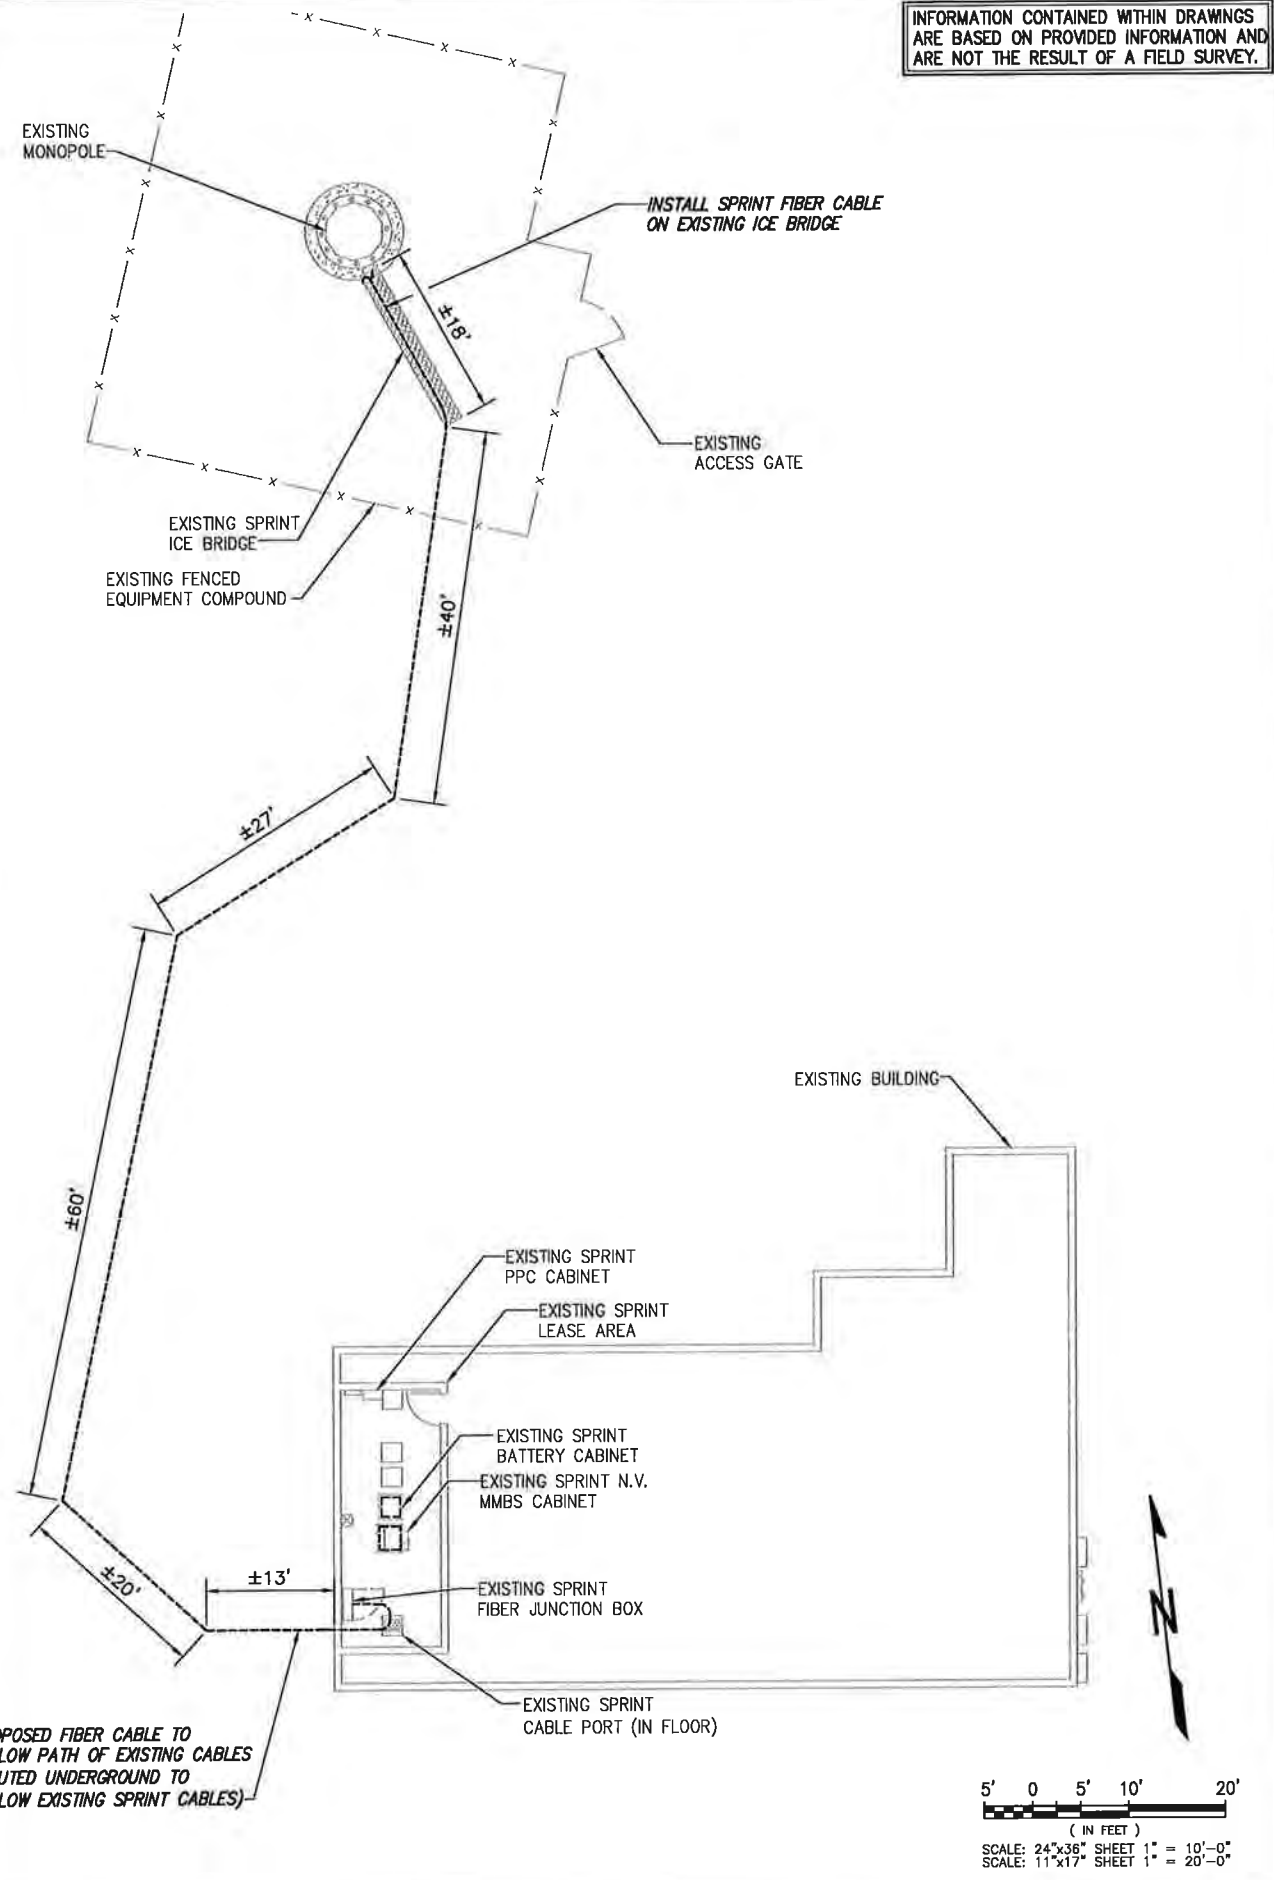 INFORMATION CONTAINED WITHIN DRAWINGS
ARE BASED ON PROVIDED INFORMATION AND
ARE NOT THE RESULT OF A FIELD SURVEY.
EXISTING
MONOPOLE
INSTALL SPRINT FIBER CABLE
ON EXISTING ICE BRIDGE
±18'
EXISTING
ACCESS GATE
EXISTING SPRINT
ICE BRIDGE
EXISTING FENCED
EQUIPMENT COMPOUND
±40'
±27'
±60'
EXISTING BUILDING
EXISTING SPRINT
PPC CABINET
EXISTING SPRINT
LEASE AREA
EXISTING SPRINT
BATTERY CABINET
EXISTING SPRINT N.V.
MMBS CABINET
±20'
±13'
EXISTING SPRINT
FIBER JUNCTION BOX
N
EXISTING SPRINT
CABLE PORT (IN FLOOR)
POSED FIBER CABLE TO
LOW PATH OF EXISTING CABLES
UTED UNDERGROUND TO
LOW EXISTING SPRINT CABLES)
5' 0 5' 10' 20'
( IN FEET )
SCALE: 24"x36" SHEET 1" = 10'-0"
SCALE: 11"x17" SHEET 1" = 20'-0"